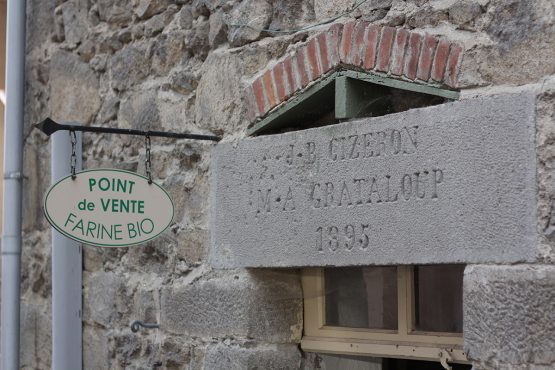 POINT
de VENTE
FARINE BIO
J-B CIZERON
M-A GRATALOUP
1895